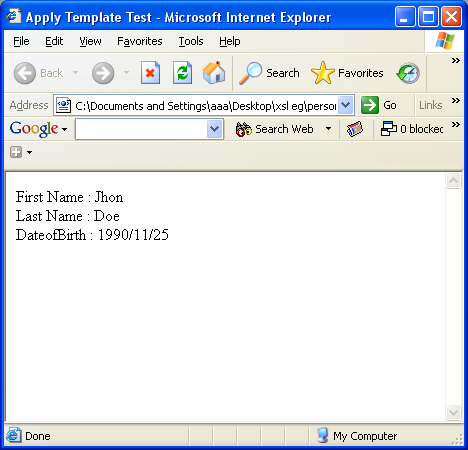 Apply Template Test - Microsoft Internet Explorer
File Edit View Favorites Tools Help
Back Search Favorites
Address C:\Documents and Settings\aaa\Desktop\xsl eg\person Go Links
Google Search Web 0 blocked
First Name : Jhon
Last Name : Doe
DateofBirth : 1990/11/25
Done My Computer